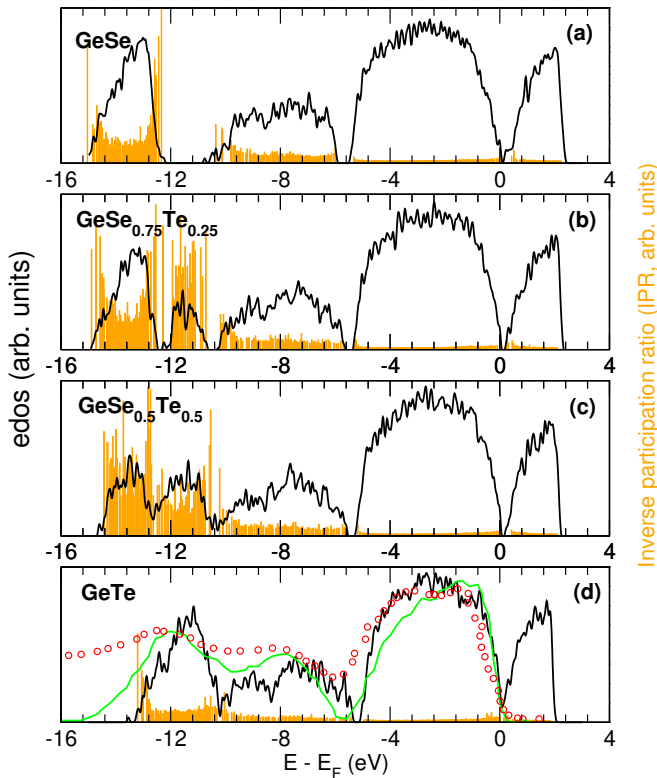 GeSe
(a)
-16 -12 -8 -4 0 4
GeSe0.75Te0.25
(b)
-16 -12 -8 -4 0 4
GeSe0.5Te0.5
(c)
-16 -12 -8 -4 0 4
GeTe
(d)
-16 -12 -8 -4 0 4
E - EF (eV)
edos (arb. units)
Inverse participation ratio (IPR, arb. units)